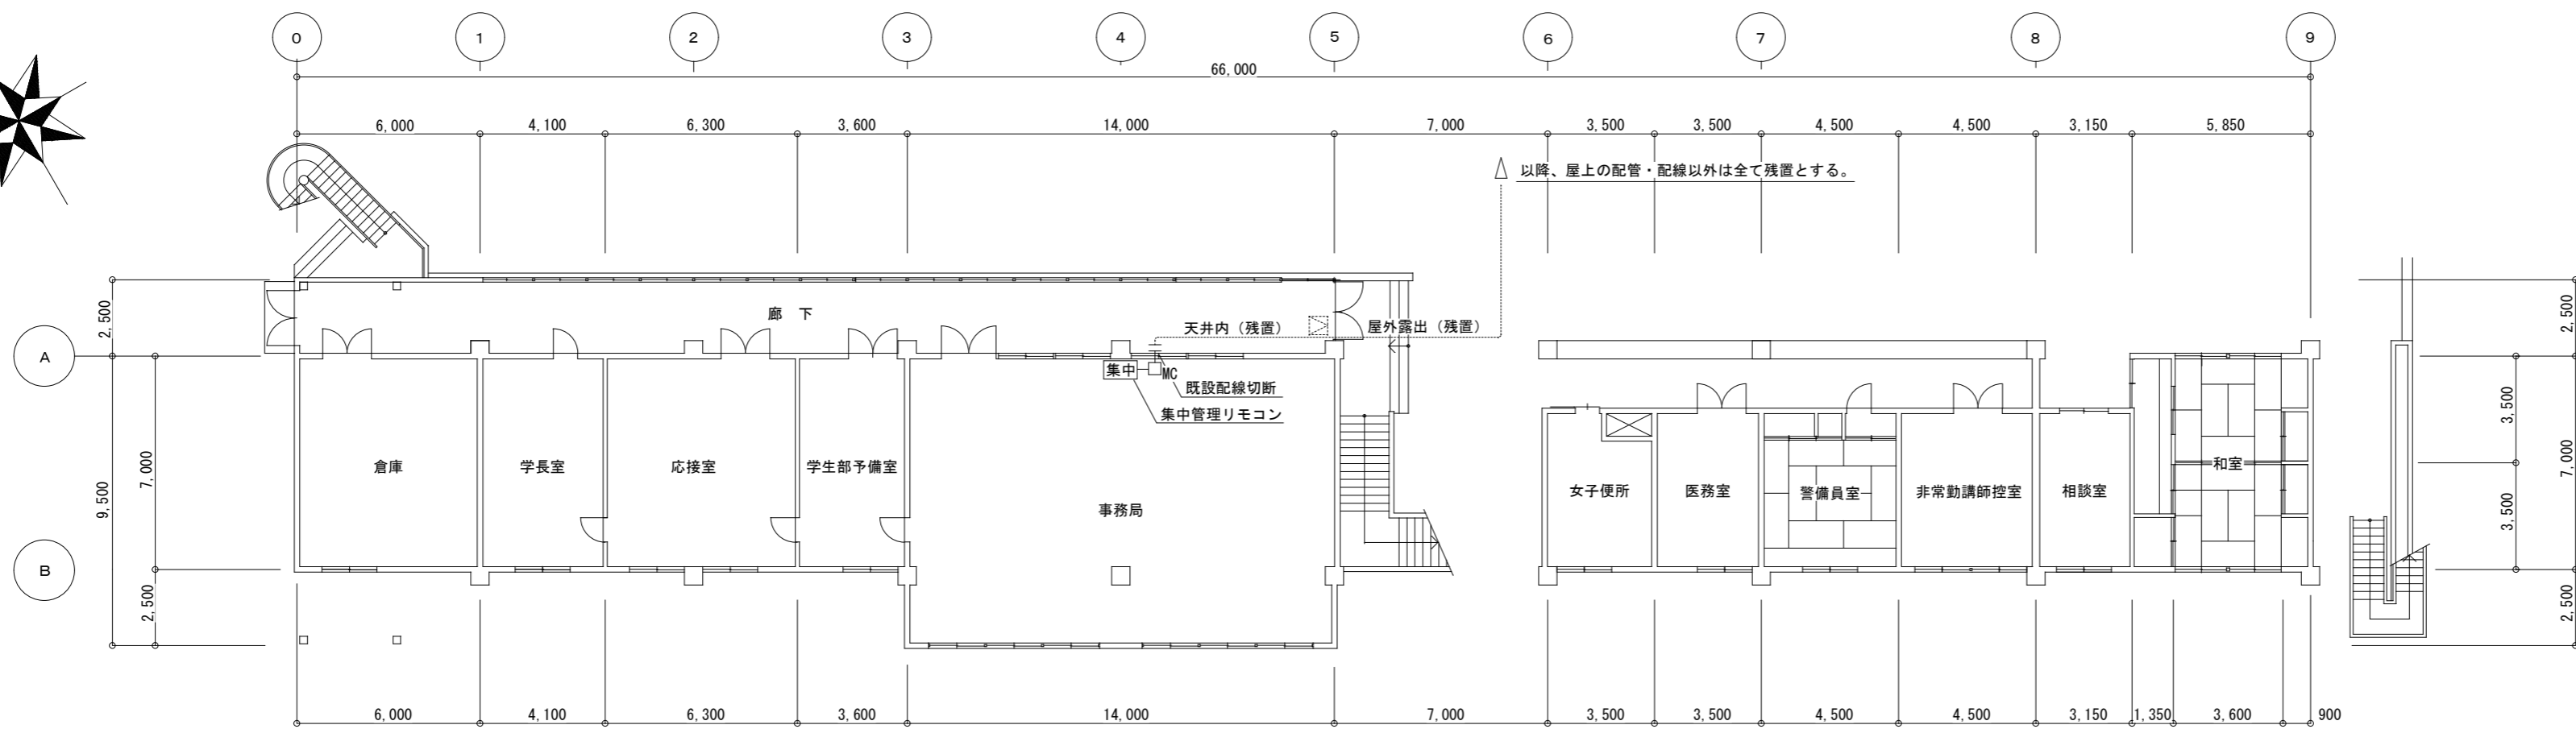 0 1 2 3 4 5 6 7 8 9
66,000
6,000 4,100 6,300 3,600 14,000 7,000 3,500 3,500 4,500 4,500 3,150 5,850
以降、屋上の配管・配線以外は全て残置とする。
2,500
廊 下
天井内（残置）
屋外露出（残置）
2,500
A
集中
MC
既設配線切断
集中管理リモコン
3,500
7,000
9,500
倉庫
学長室
応接室
学生部予備室
事務局
女子便所
医務室
警備員室
非常勤講師控室
相談室
和室
7,000
3,500
B
2,500
2,500
6,000 4,100 6,300 3,600 14,000 7,000 3,500 3,500 4,500 4,500 3,150 1,350 3,600 900